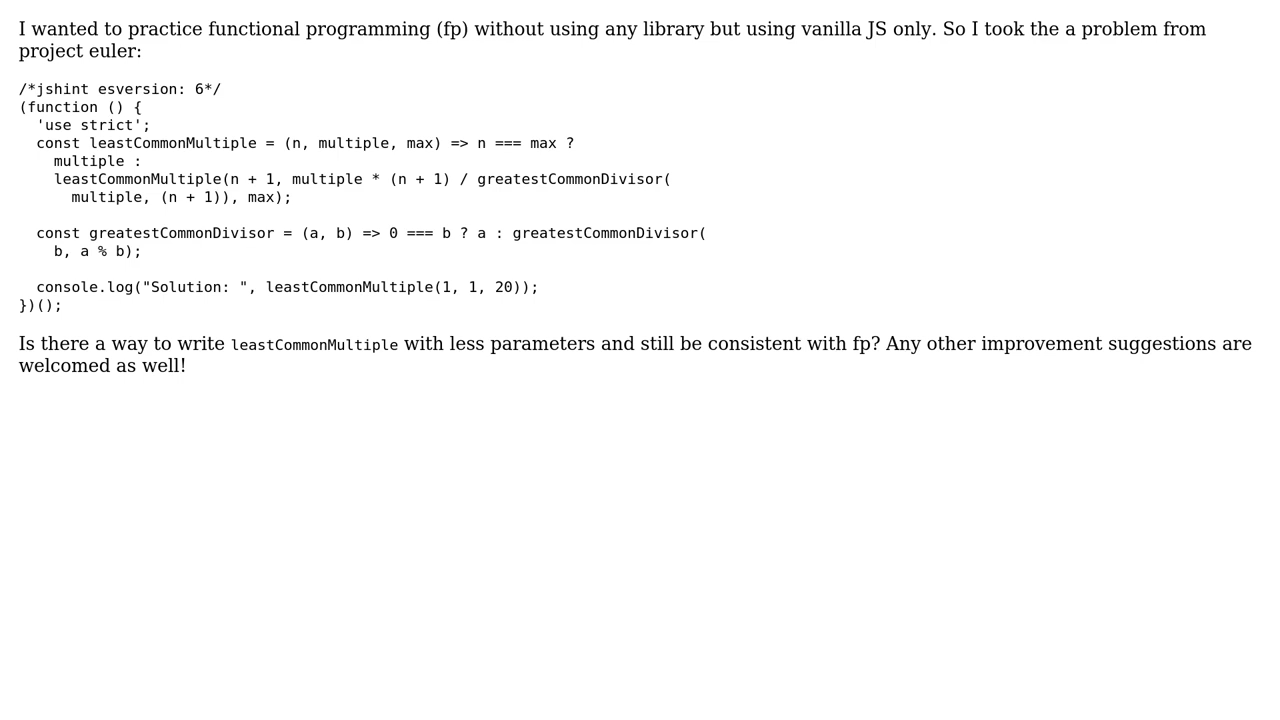 I wanted to practice functional programming (fp) without using any library but using vanilla JS only. So I took the a problem from
project euler:
/*jshint esversion: 6*/
(function () {
  'use strict';
  const leastCommonMultiple = (n, multiple, max) => n === max ?
    multiple :
    leastCommonMultiple(n + 1, multiple * (n + 1) / greatestCommonDivisor(
      multiple, (n + 1)), max);
  const greatestCommonDivisor = (a, b) => 0 === b ? a : greatestCommonDivisor(
    b, a % b);
  console.log("Solution: ", leastCommonMultiple(1, 1, 20));
})();
Is there a way to write leastCommonMultiple with less parameters and still be consistent with fp? Any other improvement suggestions are
welcomed as well!